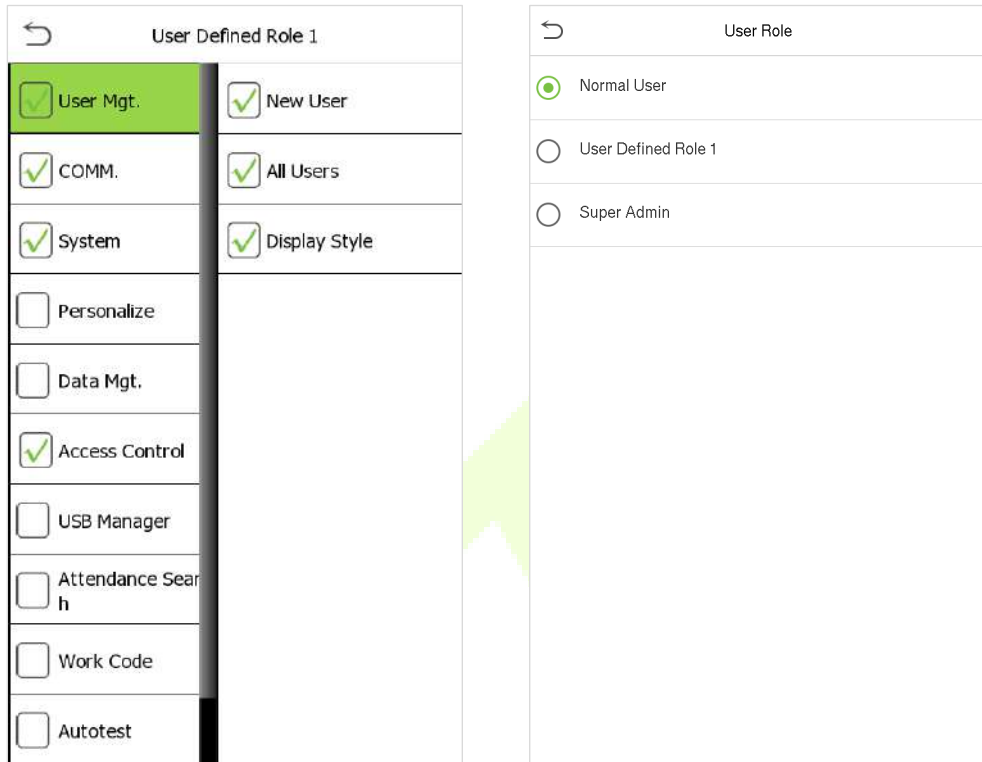 User Defined Role 1
User Mgt.
COMM.
System
Personalize
Data Mgt.
Access Control
USB Manager
Attendance Sear
h
Work Code
Autotest
New User
All Users
Display Style
User Role
Normal User
User Defined Role 1
Super Admin